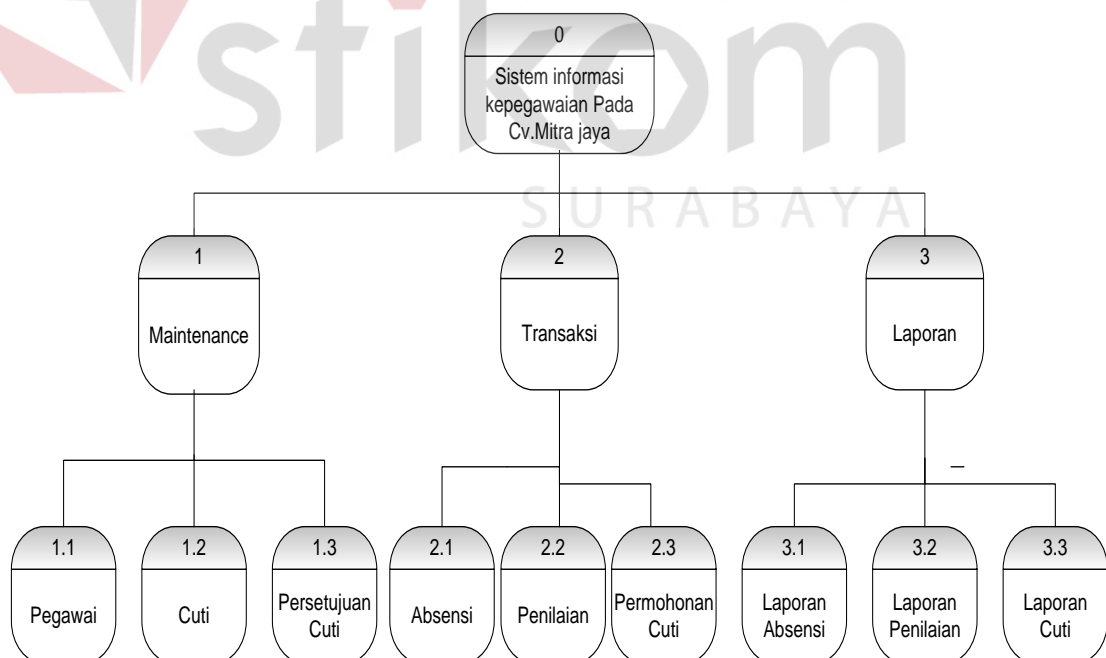 stikom
SURABAYA
0
Sistem informasi
kepegawaian Pada
Cv.Mitra jaya
1
Maintenance
2
Transaksi
3
Laporan
1.1
Pegawai
1.2
Cuti
1.3
Persetujuan
Cuti
2.1
Absensi
2.2
Penilaian
2.3
Permohonan
Cuti
3.1
Laporan
Absensi
3.2
Laporan
Penilaian
3.3
Laporan
Cuti